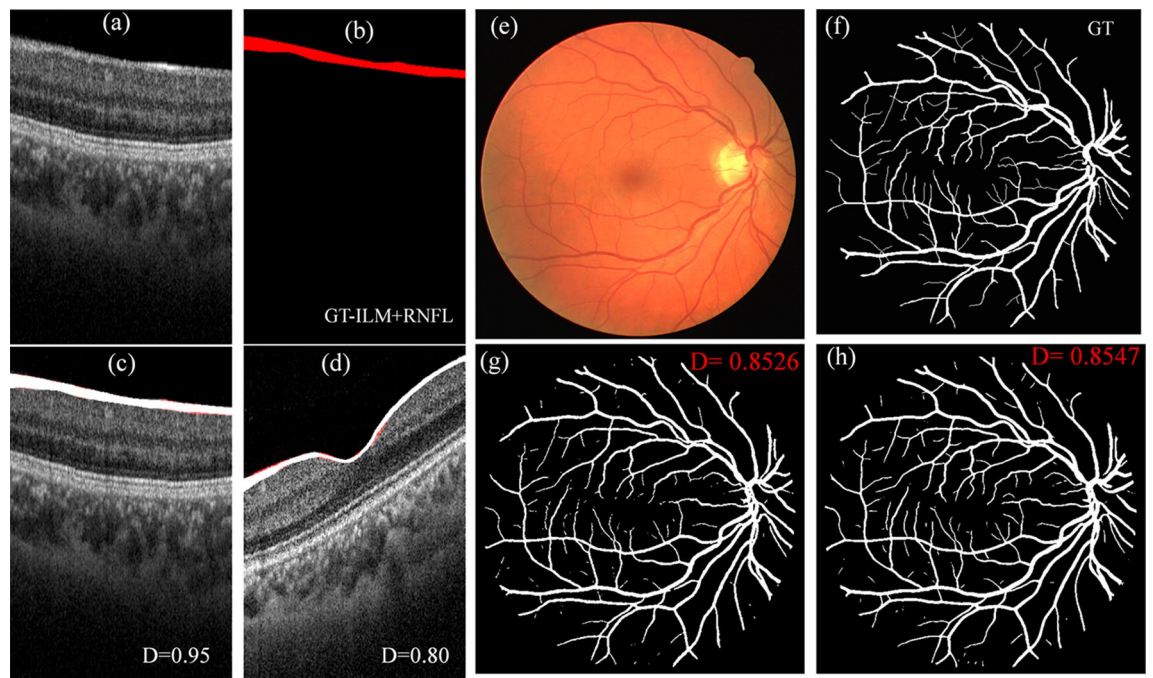 (a)
(b)
GT-ILM+RNFL
(c)
D=0.95
(d)
D=0.80
(e)
(f)
GT
(g)
D= 0.8526
(h)
D= 0.8547